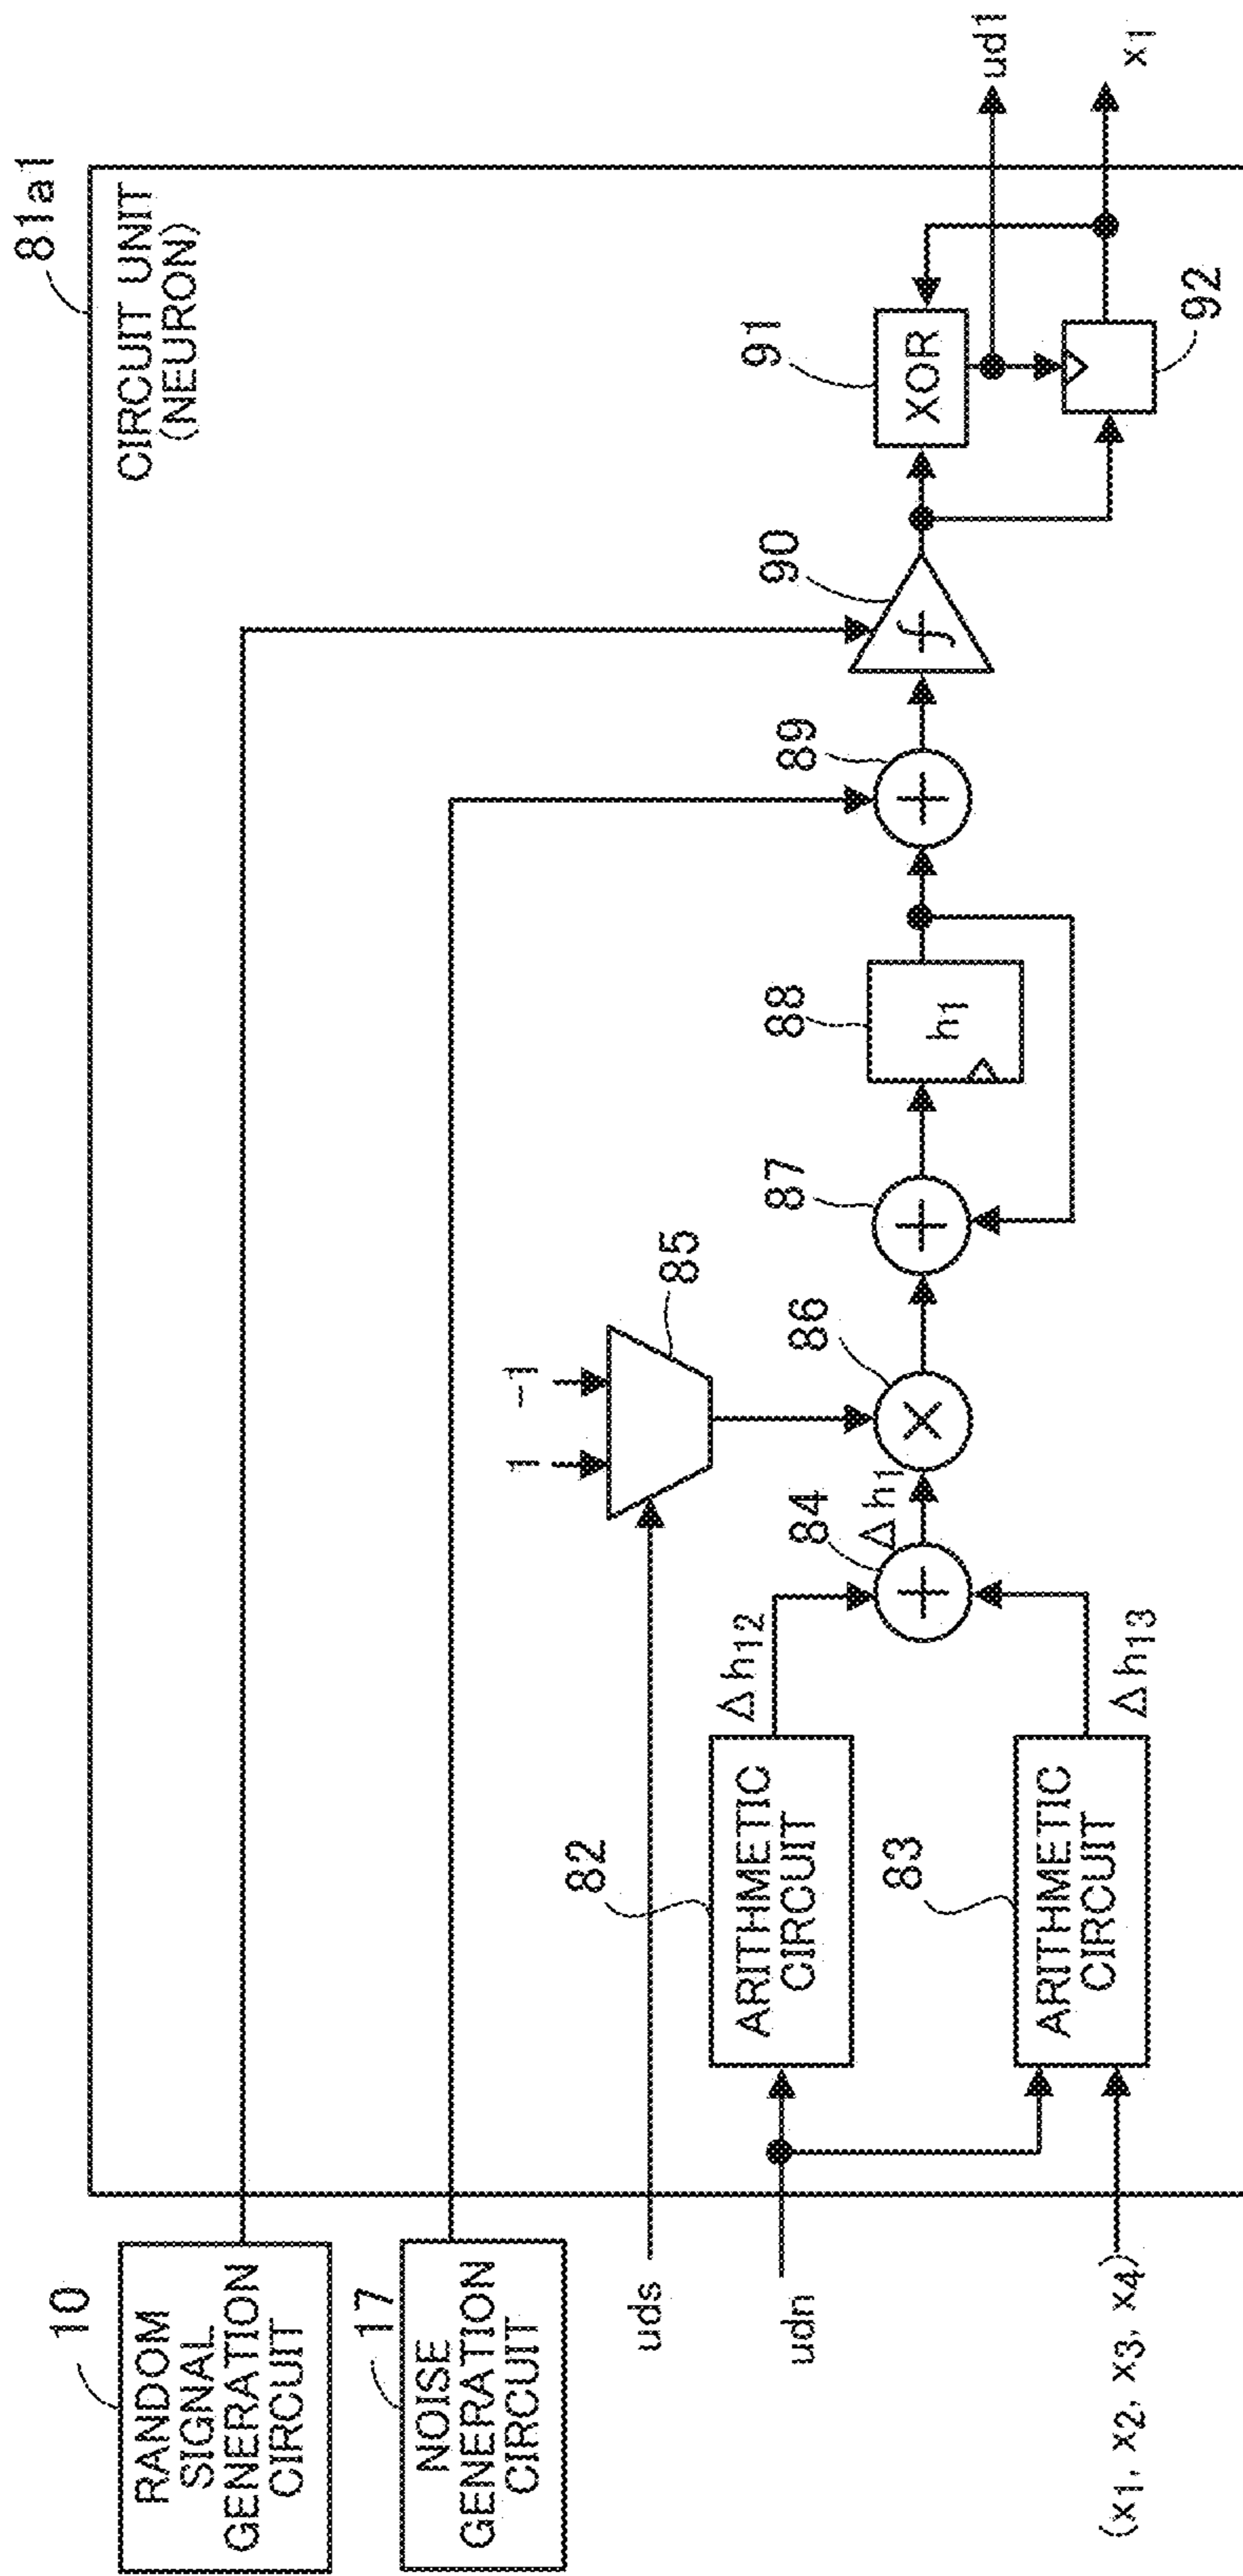 81a1
CIRCUIT UNIT
(NEURON)
10
RANDOM
SIGNAL
GENERATION
CIRCUIT
17
NOISE
GENERATION
CIRCUIT
uds
udn
(x1, x2, x3, x4)
82
ARITHMETIC
CIRCUIT
Δh12
83
ARITHMETIC
CIRCUIT
Δh13
84
Δh1
+
1
-1
85
86
×
87
+
88
h1
89
+
90
f
91
XOR
92
ud1
x1